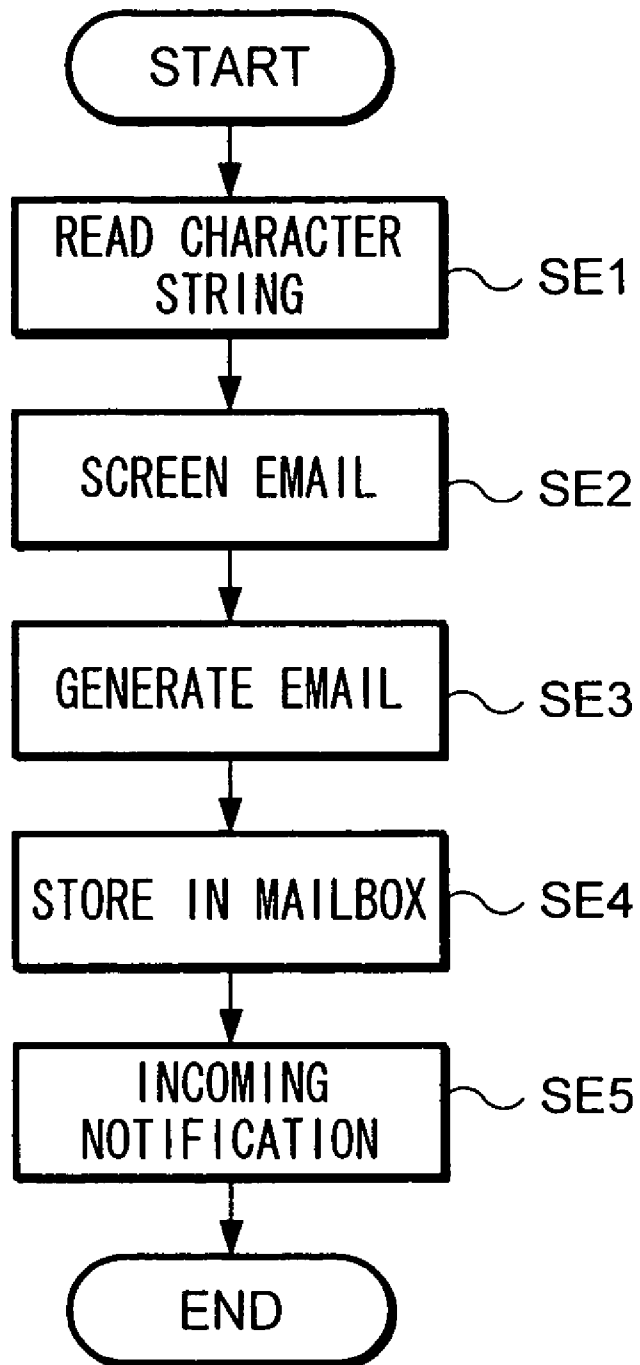 START
READ CHARACTER
STRING
SE1
SCREEN EMAIL
SE2
GENERATE EMAIL
SE3
STORE IN MAILBOX
SE4
INCOMING
NOTIFICATION
SE5
END